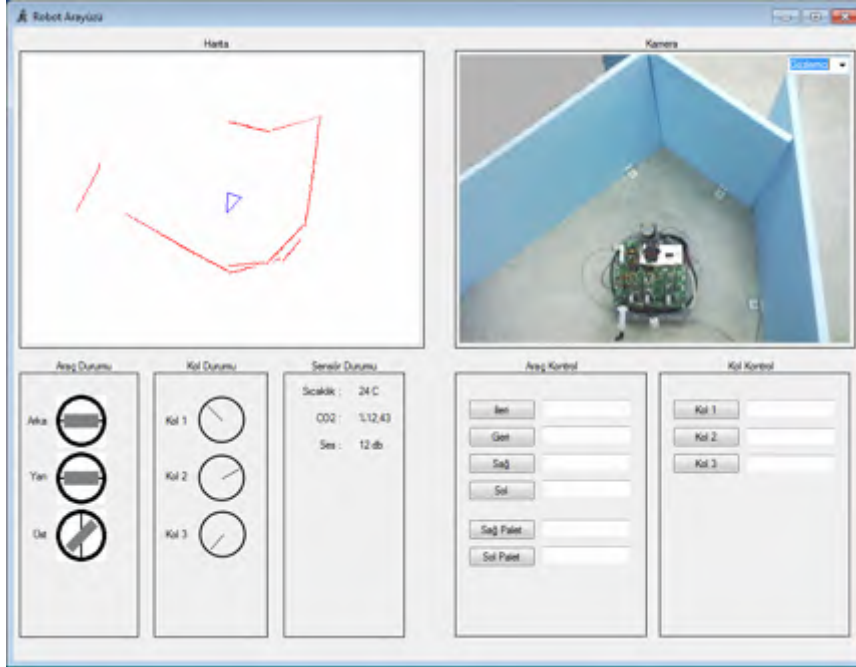 Robot Arayüzü
Harita
Kamera
Araç Durumu
Arka
Yan
Üst
Kol Durumu
Kol 1
Kol 2
Kol 3
Sensör Durumu
Sıcaklık : 24 C
CO2 : %12,43
Ses : 12 db
Araç Kontrol
İleri
Geri
Sağ
Sol
Sağ Palet
Sol Palet
Kol Kontrol
Kol 1
Kol 2
Kol 3